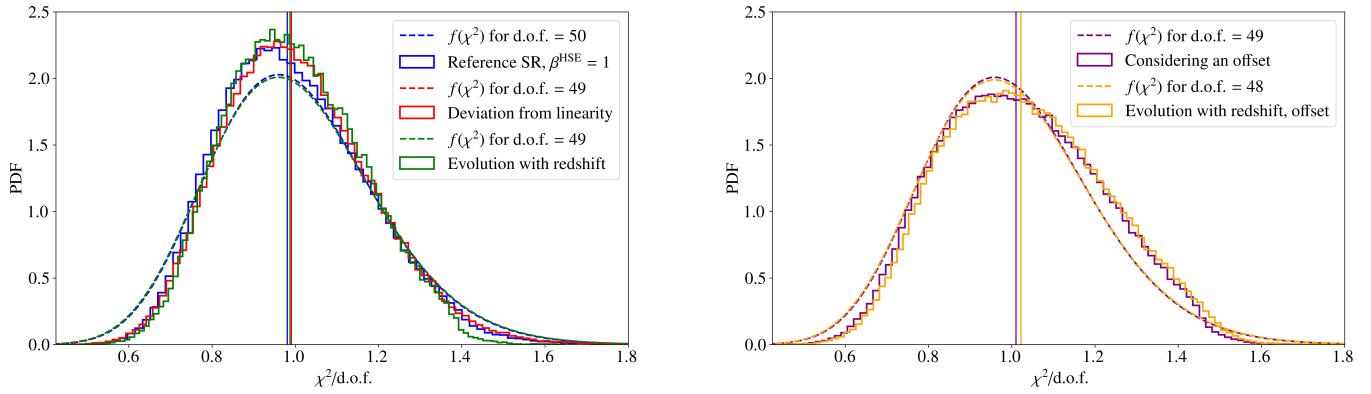 2.5
2.0
1.5
1.0
0.5
0.0
PDF
0.6 0.8 1.0 1.2 1.4 1.6 1.8
χ²/d.o.f.
f(χ²) for d.o.f. = 50
Reference SR, β^HSE = 1
f(χ²) for d.o.f. = 49
Deviation from linearity
f(χ²) for d.o.f. = 49
Evolution with redshift
2.5
2.0
1.5
1.0
0.5
0.0
PDF
0.6 0.8 1.0 1.2 1.4 1.6 1.8
χ²/d.o.f.
f(χ²) for d.o.f. = 49
Considering an offset
f(χ²) for d.o.f. = 48
Evolution with redshift, offset